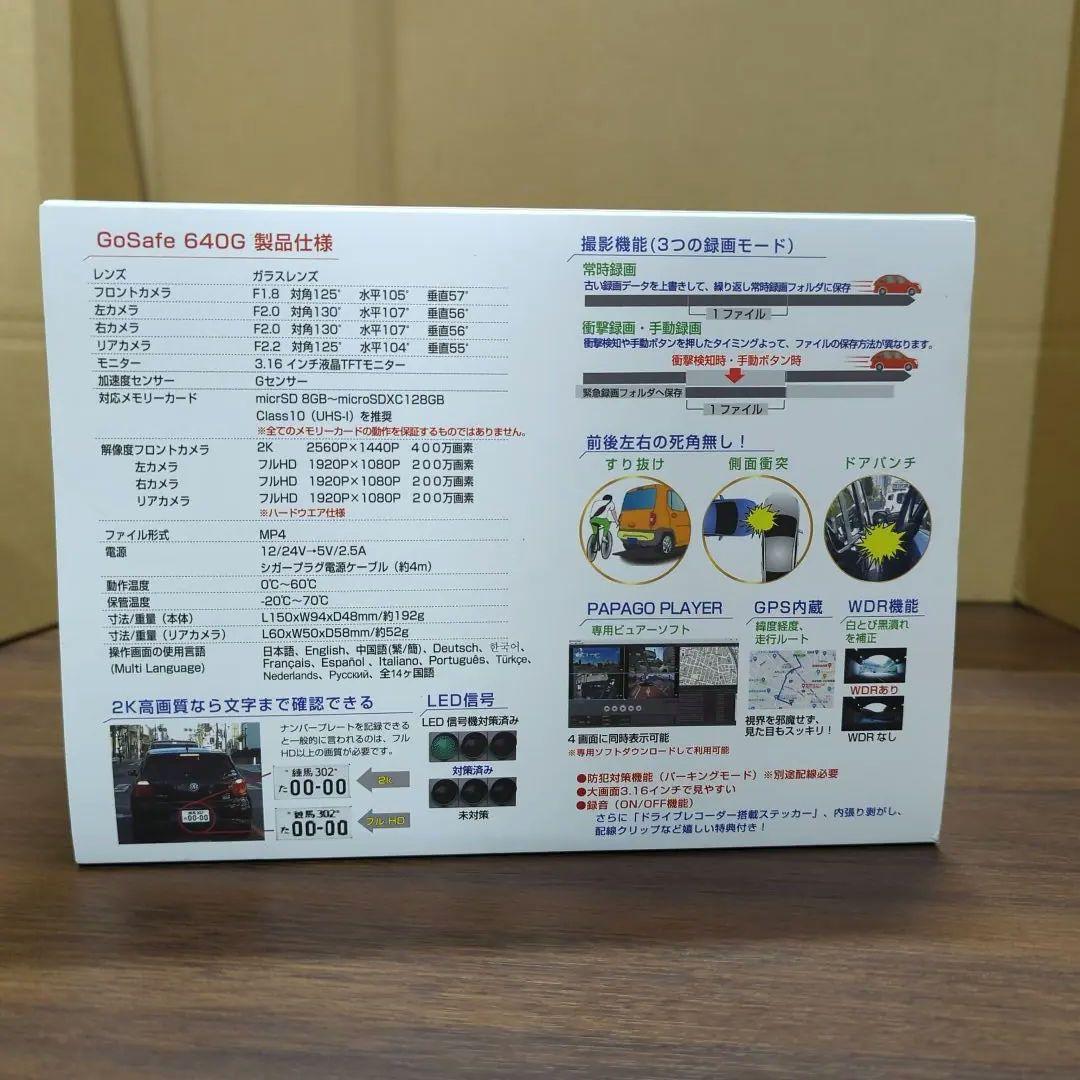 GoSafe 640G 製品仕様
レンズ ガラスレンズ
フロントカメラ F1.8 対角125° 水平105° 垂直57°
左カメラ F2.0 対角130° 水平107° 垂直56°
右カメラ F2.0 対角130° 水平107° 垂直56°
リアカメラ F2.2 対角125° 水平104° 垂直55°
モニター 3.16 インチ液晶TFTモニター
加速度センサー Gセンサー
対応メモリーカード micrSD 8GB～microSDXC128GB
Class10（UHS-I）を推奨
※全てのメモリーカードの動作を保証するものではありません。
解像度フロントカメラ 2K 2560P×1440P 400万画素
左カメラ フルHD 1920P×1080P 200万画素
右カメラ フルHD 1920P×1080P 200万画素
リアカメラ フルHD 1920P×1080P 200万画素
※ハードウエア仕様
ファイル形式 MP4
電源 12/24V→5V/2.5A
シガープラグ電源ケーブル（約4m）
動作温度 0℃～60℃
保管温度 -20℃～70℃
寸法/重量（本体） L150xW94xD48mm/約192g
寸法/重量（リアカメラ） L60xW50xD58mm/約52g
操作画面の使用言語 日本語、English、中国語(繁/簡)、Deutsch、한국어、
(Multi Language) Français、Español 、Italiano、Português、Türkçe、
Nederlands、Русский、全14ヶ国語
2K高画質なら文字まで確認できる
ナンバープレートを記録できる
と一般的に言われるのは、フル
HD以上の画質が必要です。
練馬 302
た 00-00
2k
練馬 302
た 00-00
フル HD
LED信号
LED 信号機対策済み
対策済み
未対策
撮影機能(3つの録画モード)
常時録画
古い録画データを上書きして、繰り返し常時録画フォルダに保存
1 ファイル
衝撃録画・手動録画
衝撃検知や手動ボタンを押したタイミングよって、ファイルの保存方法が異なります。
衝撃検知時・手動ボタン時
緊急録画フォルダへ保存
1 ファイル
前後左右の死角無し！
すり抜け 側面衝突 ドアパンチ
PAPAGO PLAYER
専用ビュアーソフト
4 画面に同時表示可能
※専用ソフトダウンロードして利用可能
GPS内蔵
緯度経度、
走行ルート
視界を邪魔せず、
見た目もスッキリ！
WDR機能
白とび黒潰れ
を補正
WDRあり
WDR なし
●防犯対策機能（パーキングモード）※別途配線必要
●大画面3.16インチで見やすい
●録音（ON/OFF機能）
さらに「ドライブレコーダー搭載ステッカー」、内張り剥がし、
配線クリップなど嬉しい特典付き！